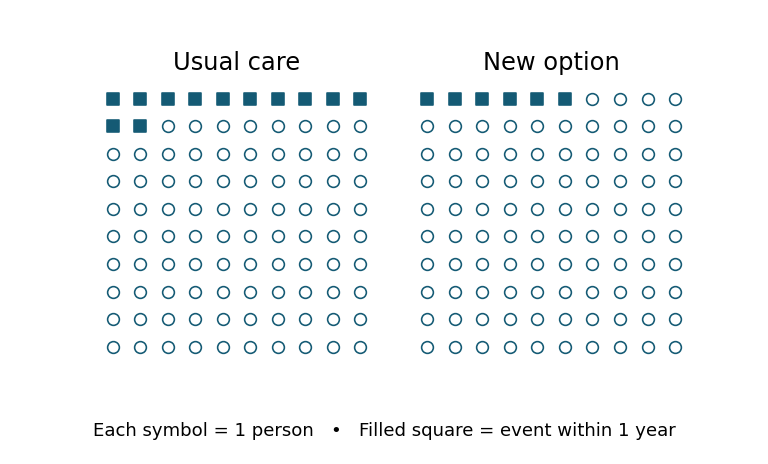 Usual care
New option
Each symbol = 1 person • Filled square = event within 1 year